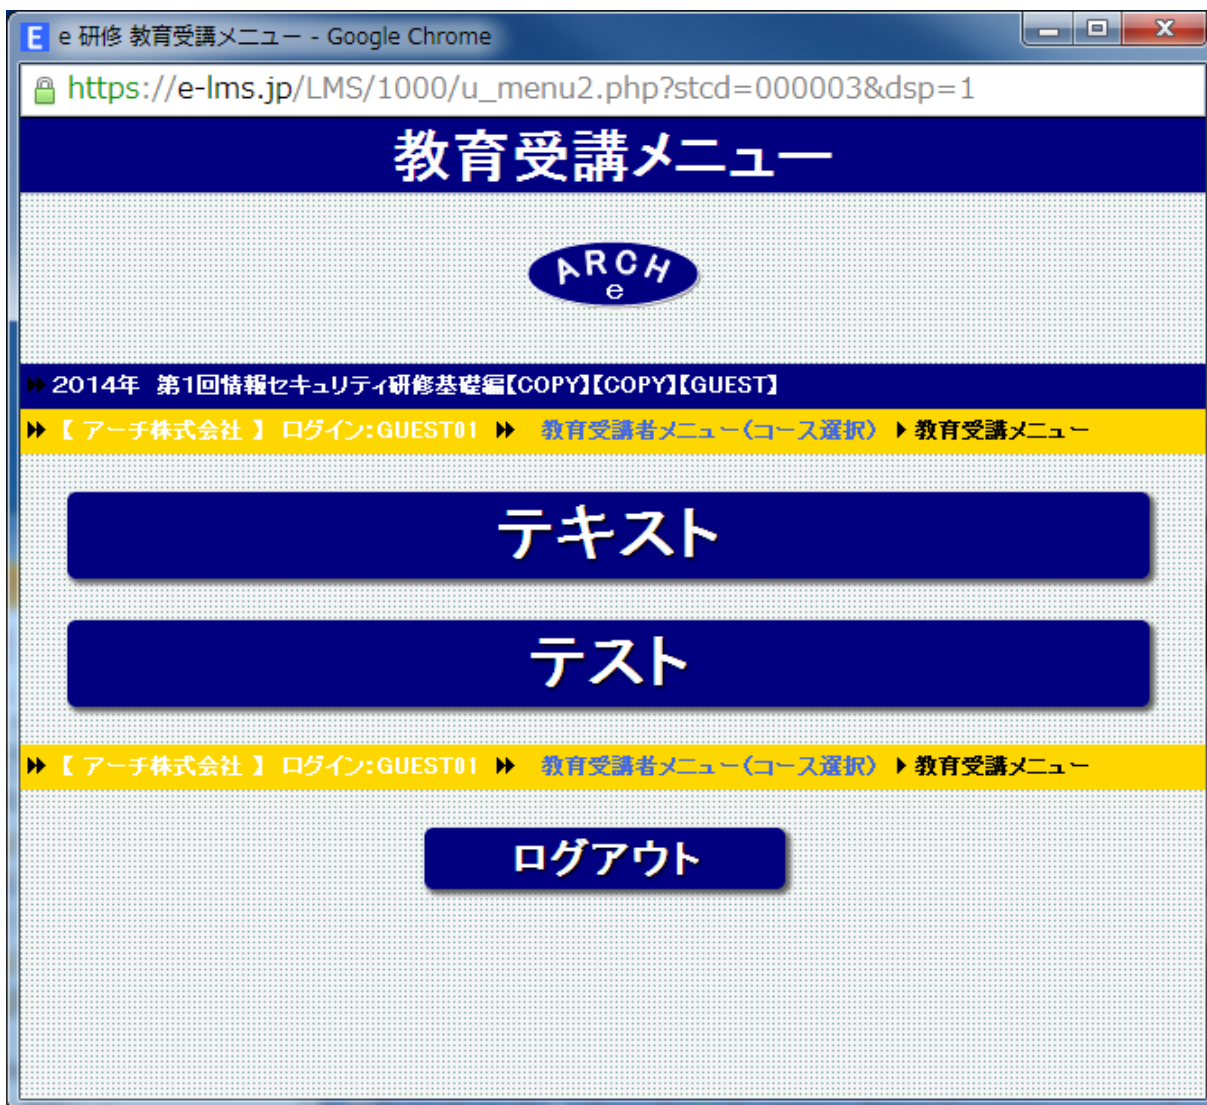 e 研修 教育受講メニュー - Google Chrome
https://e-lms.jp/LMS/1000/u_menu2.php?stcd=000003&dsp=1
教育受講メニュー
ARCH
e
2014年 第1回情報セキュリティ研修基礎編【COPY】【COPY】【GUEST】
【 アーチ株式会社 】 ログイン:GUEST01 教育受講者メニュー(コース選択) 教育受講メニュー
テキスト
テスト
【 アーチ株式会社 】 ログイン:GUEST01 教育受講者メニュー(コース選択) 教育受講メニュー
ログアウト